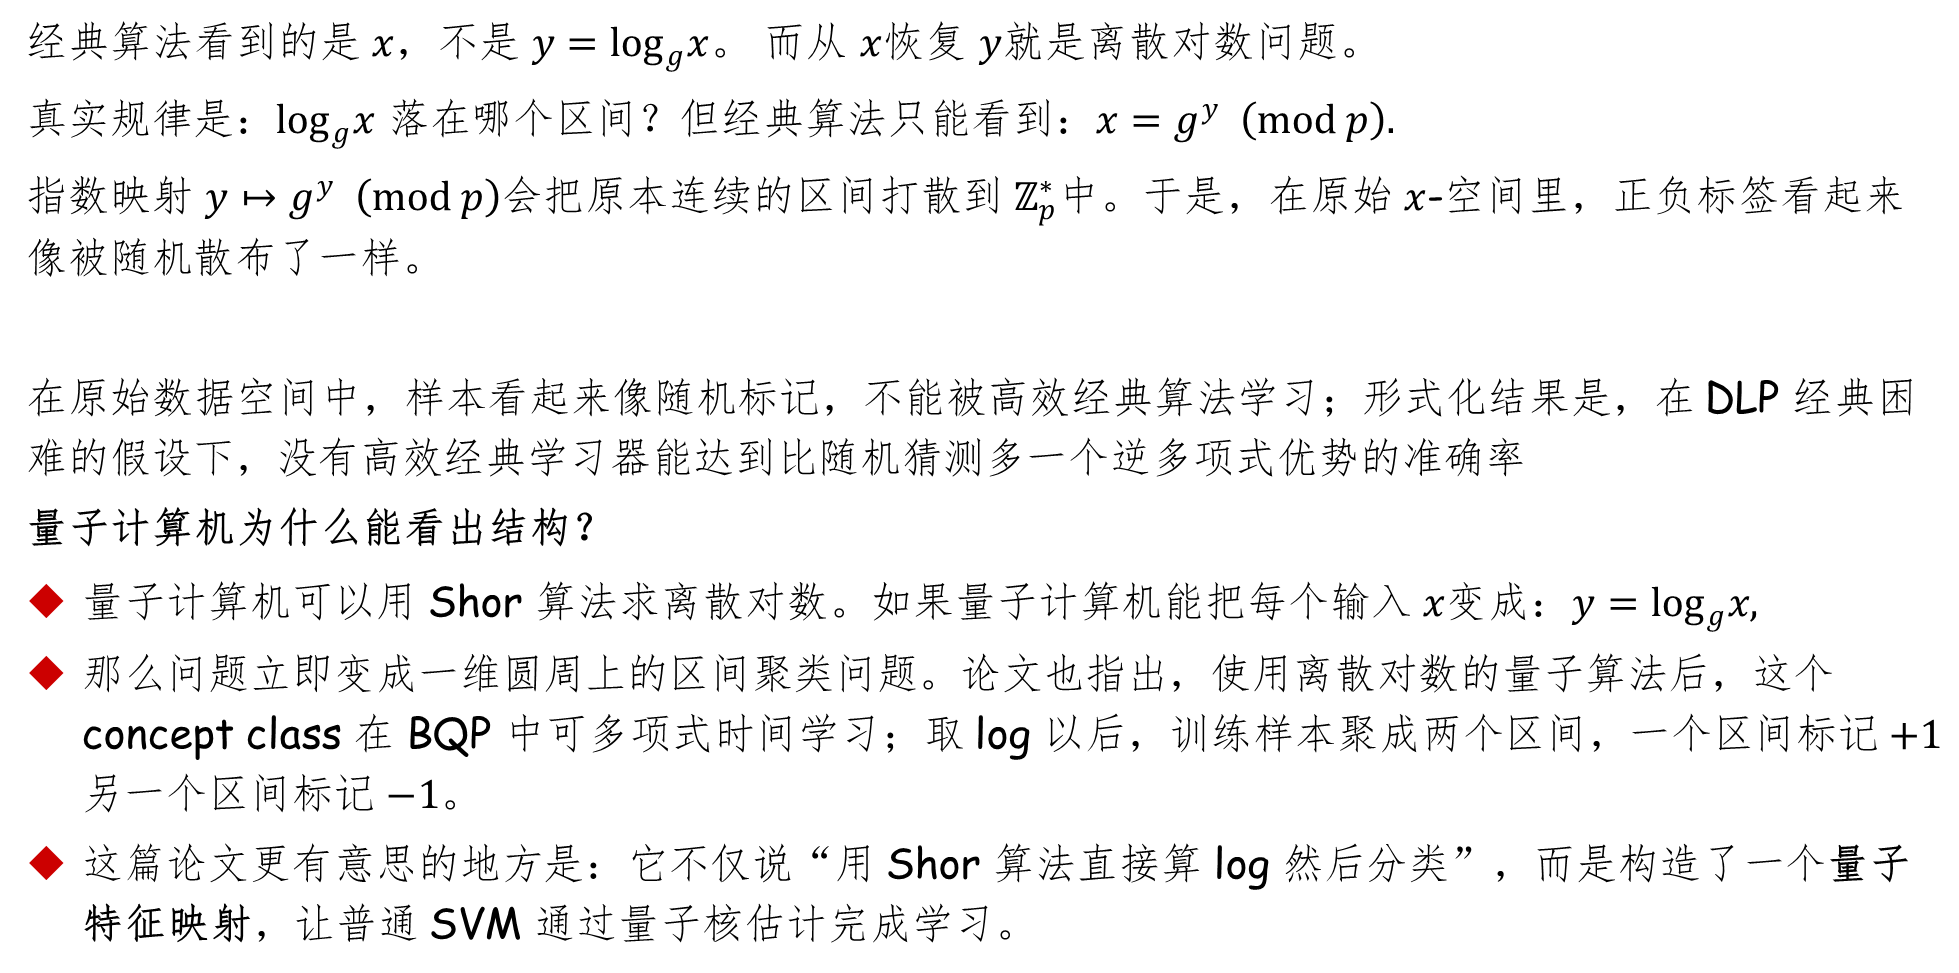 经典算法看到的是 x，不是 y = log_g x。 而从 x恢复 y就是离散对数问题。
真实规律是：log_g x 落在哪个区间？但经典算法只能看到：x = g^y (mod p).
指数映射 y ↦ g^y (mod p)会把原本连续的区间打散到 ℤ_p^*中。于是，在原始 x-空间里，正负标签看起来
像被随机散布了一样。
在原始数据空间中，样本看起来像随机标记，不能被高效经典算法学习；形式化结果是，在 DLP 经典困
难的假设下，没有高效经典学习器能达到比随机猜测多一个逆多项式优势的准确率
量子计算机为什么能看出结构？
◆ 量子计算机可以用 Shor 算法求离散对数。如果量子计算机能把每个输入 x变成：y = log_g x,
◆ 那么问题立即变成一维圆周上的区间聚类问题。论文也指出，使用离散对数的量子算法后，这个
concept class 在 BQP 中可多项式时间学习；取 log 以后，训练样本聚成两个区间，一个区间标记 +1
另一个区间标记 −1。
◆ 这篇论文更有意思的地方是：它不仅说“用 Shor 算法直接算 log 然后分类”，而是构造了一个量子
特征映射，让普通 SVM 通过量子核估计完成学习。